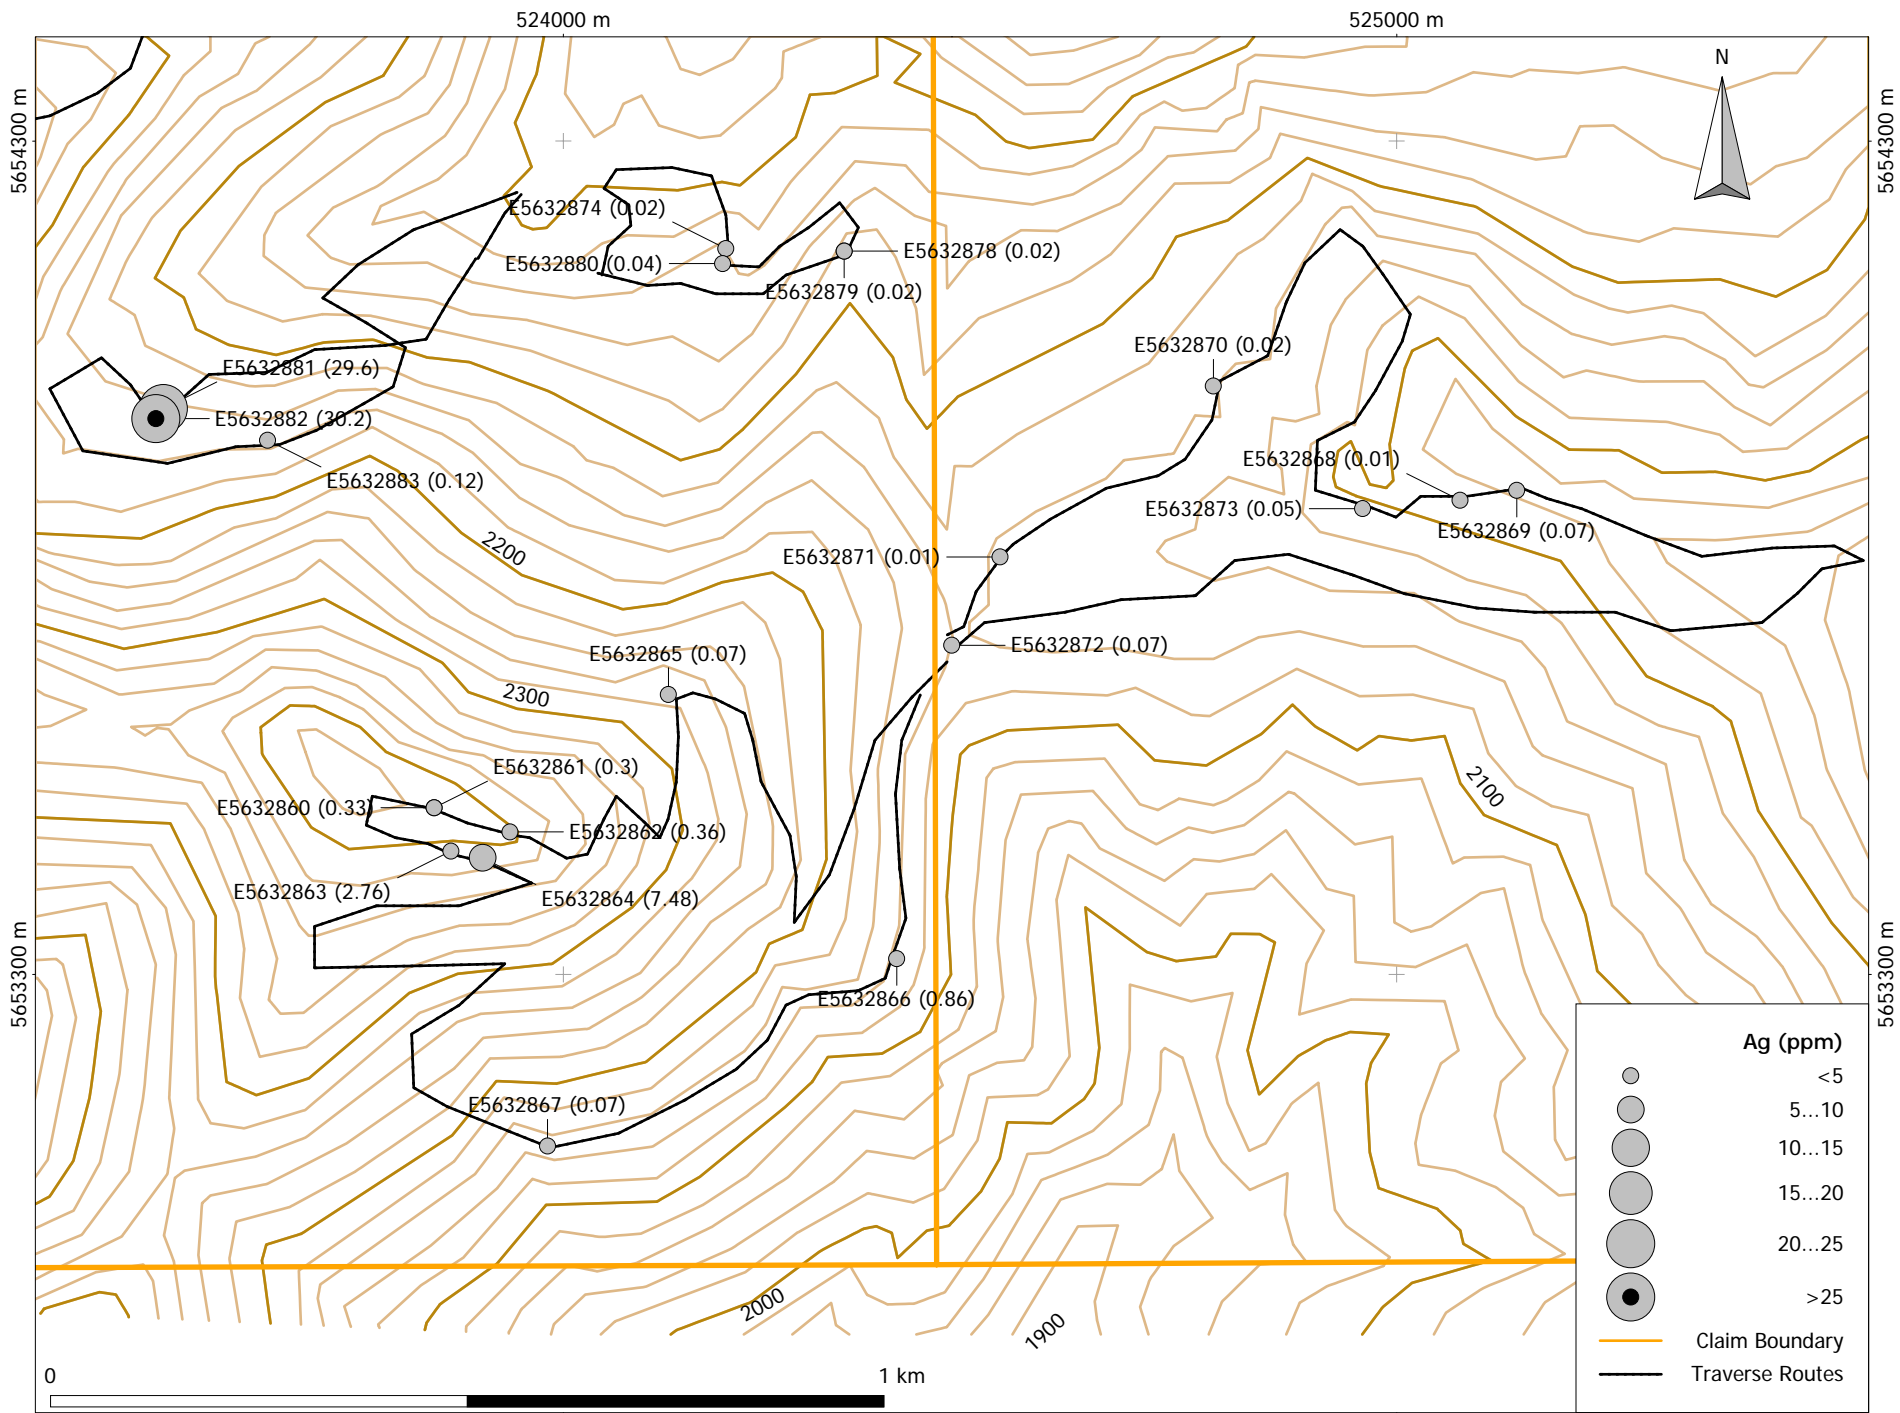 524000 m
525000 m
5654300 m
5654300 m
N
E5632874 (0.02)
E5632880 (0.04)
E5632878 (0.02)
E5632879 (0.02)
E5632870 (0.02)
E5632881 (29.6)
E5632882 (30.2)
E5632883 (0.12)
E5632868 (0.01)
E5632873 (0.05)
E5632869 (0.07)
2200
E5632871 (0.01)
E5632872 (0.07)
E5632865 (0.07)
2300
E5632861 (0.3)
E5632860 (0.33)
2100
E5632862 (0.36)
E5632863 (2.76)
E5632864 (7.48)
5653300 m
5653300 m
E5632866 (0.86)
E5632867 (0.07)
2000
1900
Ag (ppm)
<5
5...10
10...15
15...20
20...25
>25
Claim Boundary
Traverse Routes
0
1 km